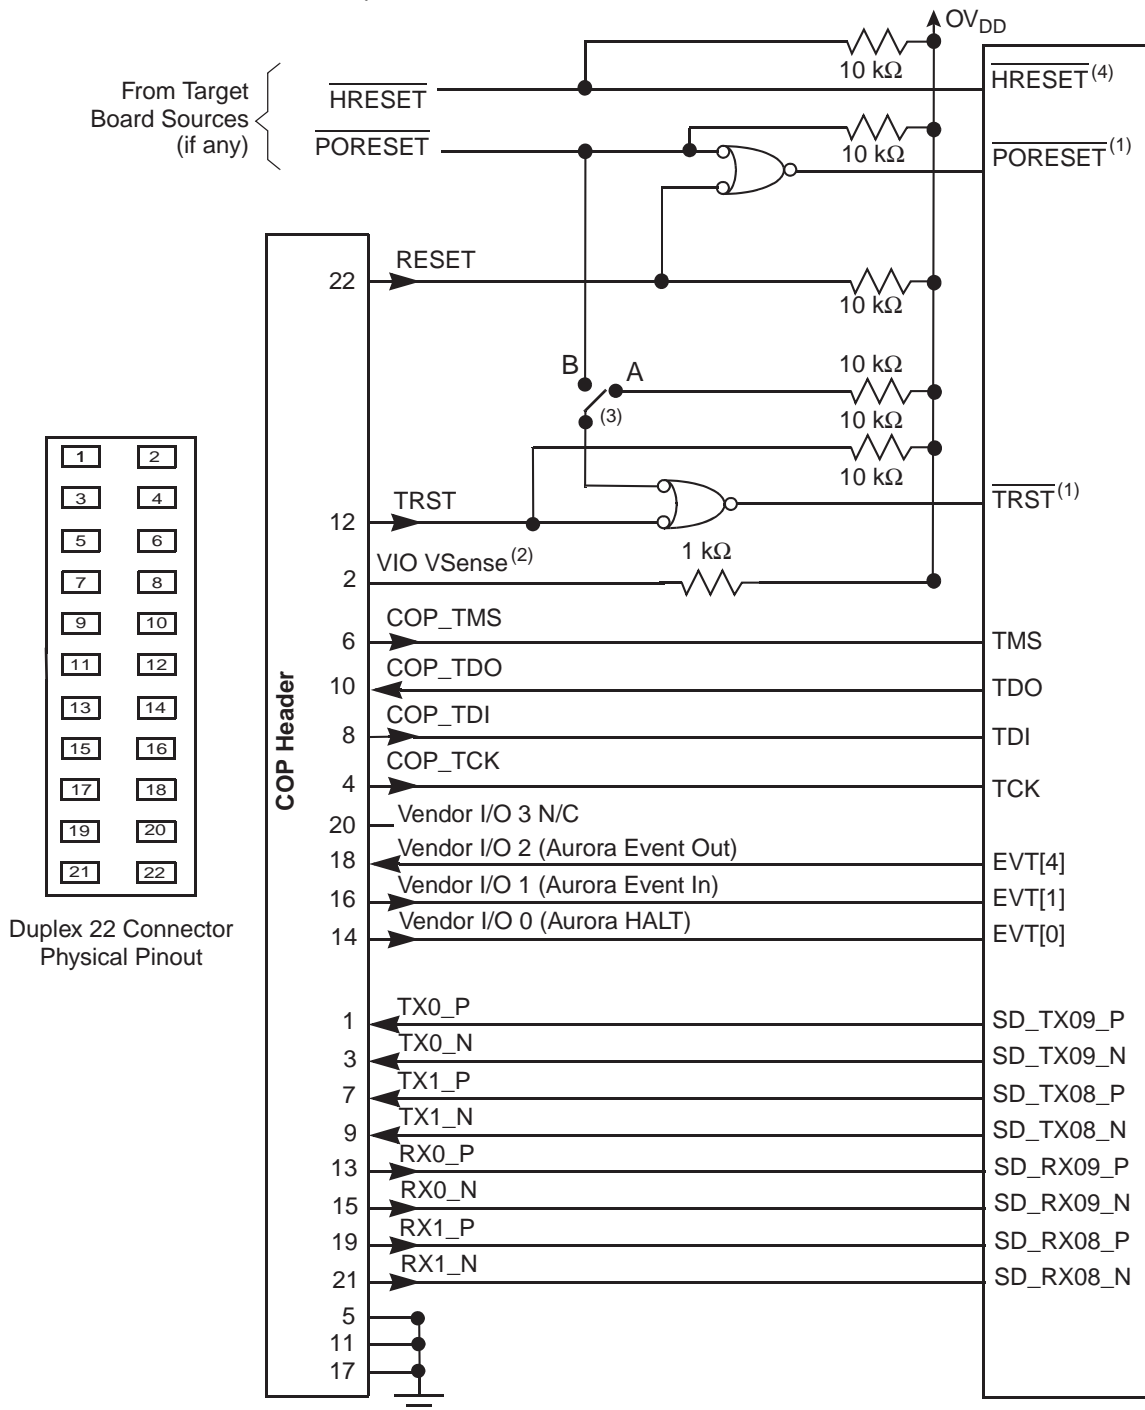 OVDD
10 kΩ
From Target
Board Sources
(if any)
HRESET
HRESET(4)
PORESET
10 kΩ
PORESET(1)
22
RESET
10 kΩ
B
A
(3)
10 kΩ
10 kΩ
10 kΩ
12
TRST
TRST(1)
2
VIO VSense(2)
1 kΩ
6
COP_TMS
TMS
10
COP_TDO
TDO
8
COP_TDI
TDI
4
COP_TCK
TCK
20
Vendor I/O 3 N/C
18
Vendor I/O 2 (Aurora Event Out)
EVT[4]
16
Vendor I/O 1 (Aurora Event In)
EVT[1]
14
Vendor I/O 0 (Aurora HALT)
EVT[0]
1
TX0_P
SD_TX09_P
3
TX0_N
SD_TX09_N
7
TX1_P
SD_TX08_P
9
TX1_N
SD_TX08_N
13
RX0_P
SD_RX09_P
15
RX0_N
SD_RX09_N
19
RX1_P
SD_RX08_P
21
RX1_N
SD_RX08_N
5
11
17
COP Header
1 2
3 4
5 6
7 8
9 10
11 12
13 14
15 16
17 18
19 20
21 22
Duplex 22 Connector
Physical Pinout